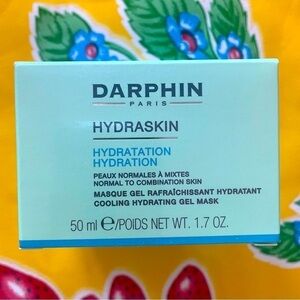 DARPHIN
PARIS
HYDRASKIN
HYDRATATION
HYDRATION
PEAUX NORMALES À MIXTES
NORMAL TO COMBINATION SKIN
MASQUE GEL RAFRAÎCHISSANT HYDRATANT
COOLING HYDRATING GEL MASK
50 ml ℮/POIDS NET WT. 1.7 OZ.